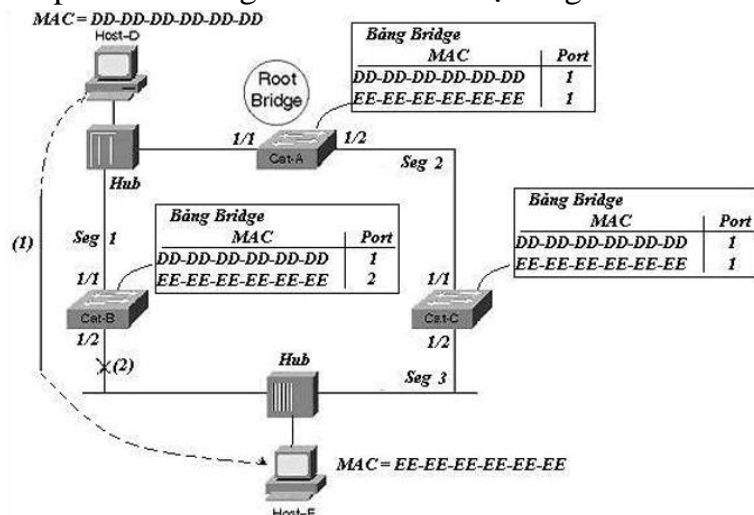 MAC = DD-DD-DD-DD-DD-DD
Host-D
Root
Bridge
Bảng Bridge
MAC Port
DD-DD-DD-DD-DD-DD 1
EE-EE-EE-EE-EE-EE 1
1/1
Cat-A
1/2
Hub
Seg 2
(1)
Seg 1
Bảng Bridge
MAC Port
DD-DD-DD-DD-DD-DD 1
EE-EE-EE-EE-EE-EE 2
Bảng Bridge
MAC Port
DD-DD-DD-DD-DD-DD 1
EE-EE-EE-EE-EE-EE 1
1/1
Cat-B
1/2
(2)
1/1
Cat-C
1/2
Hub
Seg 3
MAC = EE-EE-EE-EE-EE-EE